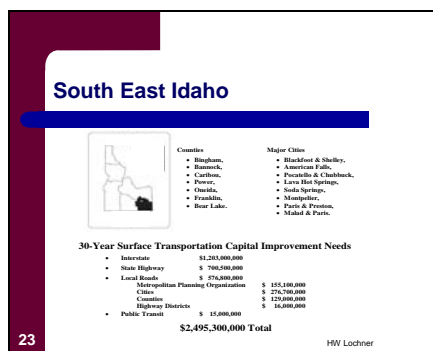 South East Idaho
Counties
• Bingham,
• Bannock,
• Caribou,
• Power,
• Oneida,
• Franklin,
• Bear Lake.
Major Cities
• Blackfoot & Shelley,
• American Falls,
• Pocatello & Chubbuck,
• Lava Hot Springs,
• Soda Springs,
• Montpelier,
• Paris & Preston,
• Malad & Paris.
30-Year Surface Transportation Capital Improvement Needs
• Interstate $1,203,000,000
• State Highway $ 700,500,000
• Local Roads $ 576,800,000
Metropolitan Planning Organization $ 155,100,000
Cities $ 276,700,000
Counties $ 129,000,000
Highway Districts $ 16,000,000
• Public Transit $ 15,000,000
$2,495,300,000 Total
23
HW Lochner